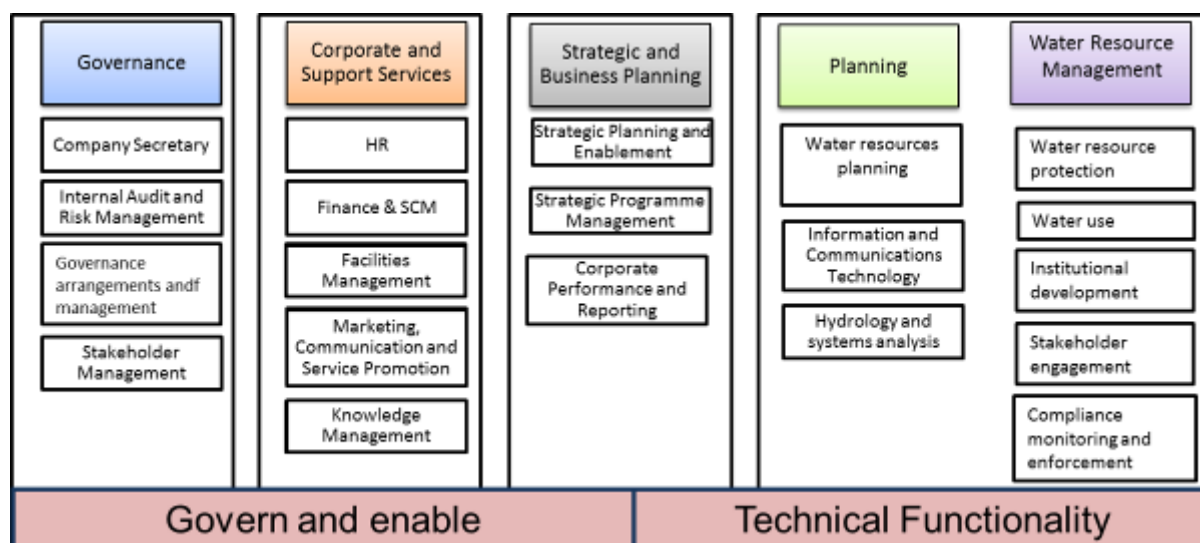 Governance
Company Secretary
Internal Audit and
Risk Management
Governance
arrangements andf
management
Stakeholder
Management
Corporate and
Support Services
HR
Finance & SCM
Facilities
Management
Marketing,
Communication and
Service Promotion
Knowledge
Management
Strategic and
Business Planning
Strategic Planning and
Enablement
Strategic Programme
Management
Corporate
Performance and
Reporting
Planning
Water resources
planning
Information and
Communications
Technology
Hydrology and
systems analysis
Water Resource
Management
Water resource
protection
Water use
Institutional
development
Stakeholder
engagement
Compliance
monitoring and
enforcement
Govern and enable
Technical Functionality